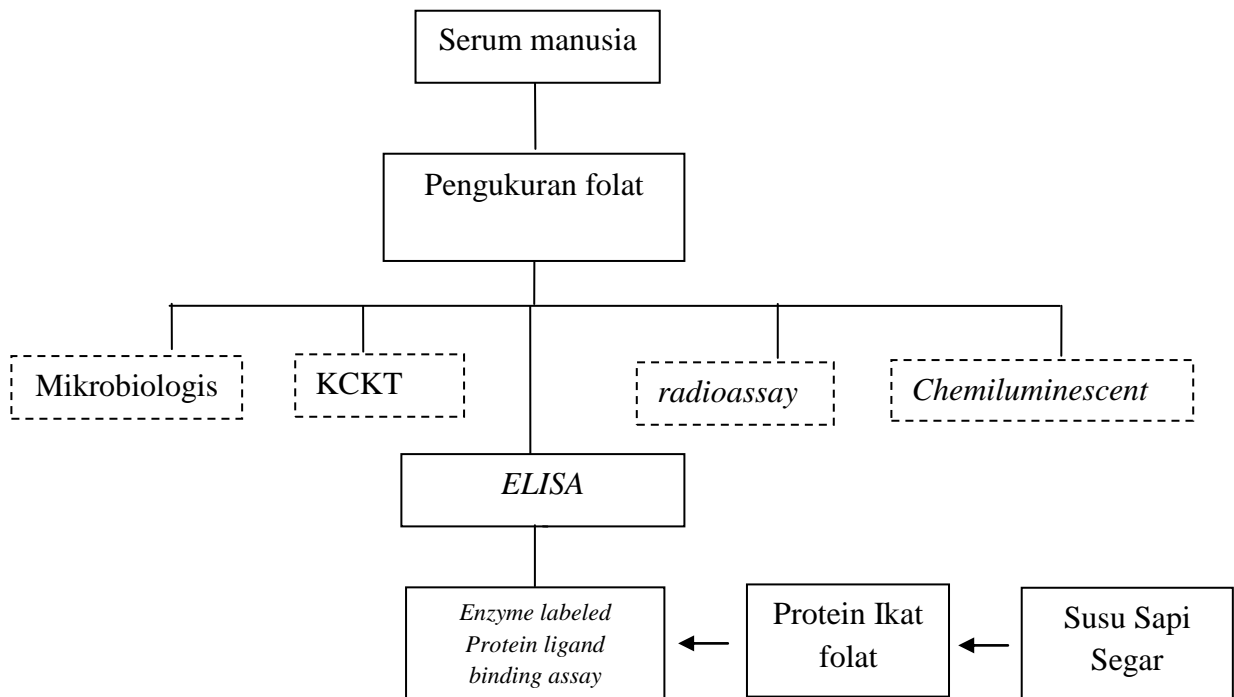 Serum manusia
Pengukuran folat
Mikrobiologis
KCKT
radioassay
Chemiluminescent
ELISA
Enzyme labeled
Protein ligand
binding assay
Protein Ikat
folat
Susu Sapi
Segar